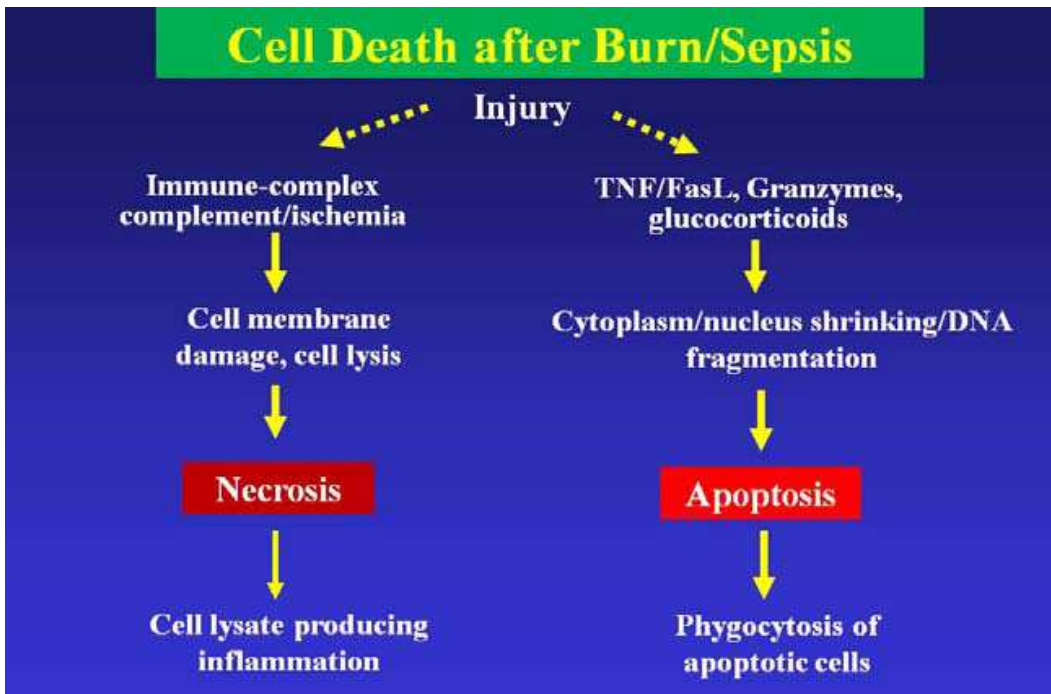 Cell Death after Burn/Sepsis
Injury
Immune-complex
complement/ischemia
TNF/FasL, Granzymes,
glucocorticoids
Cell membrane
damage, cell lysis
Cytoplasm/nucleus shrinking/DNA
fragmentation
Necrosis
Apoptosis
Cell lysate producing
inflammation
Phygocytosis of
apoptotic cells